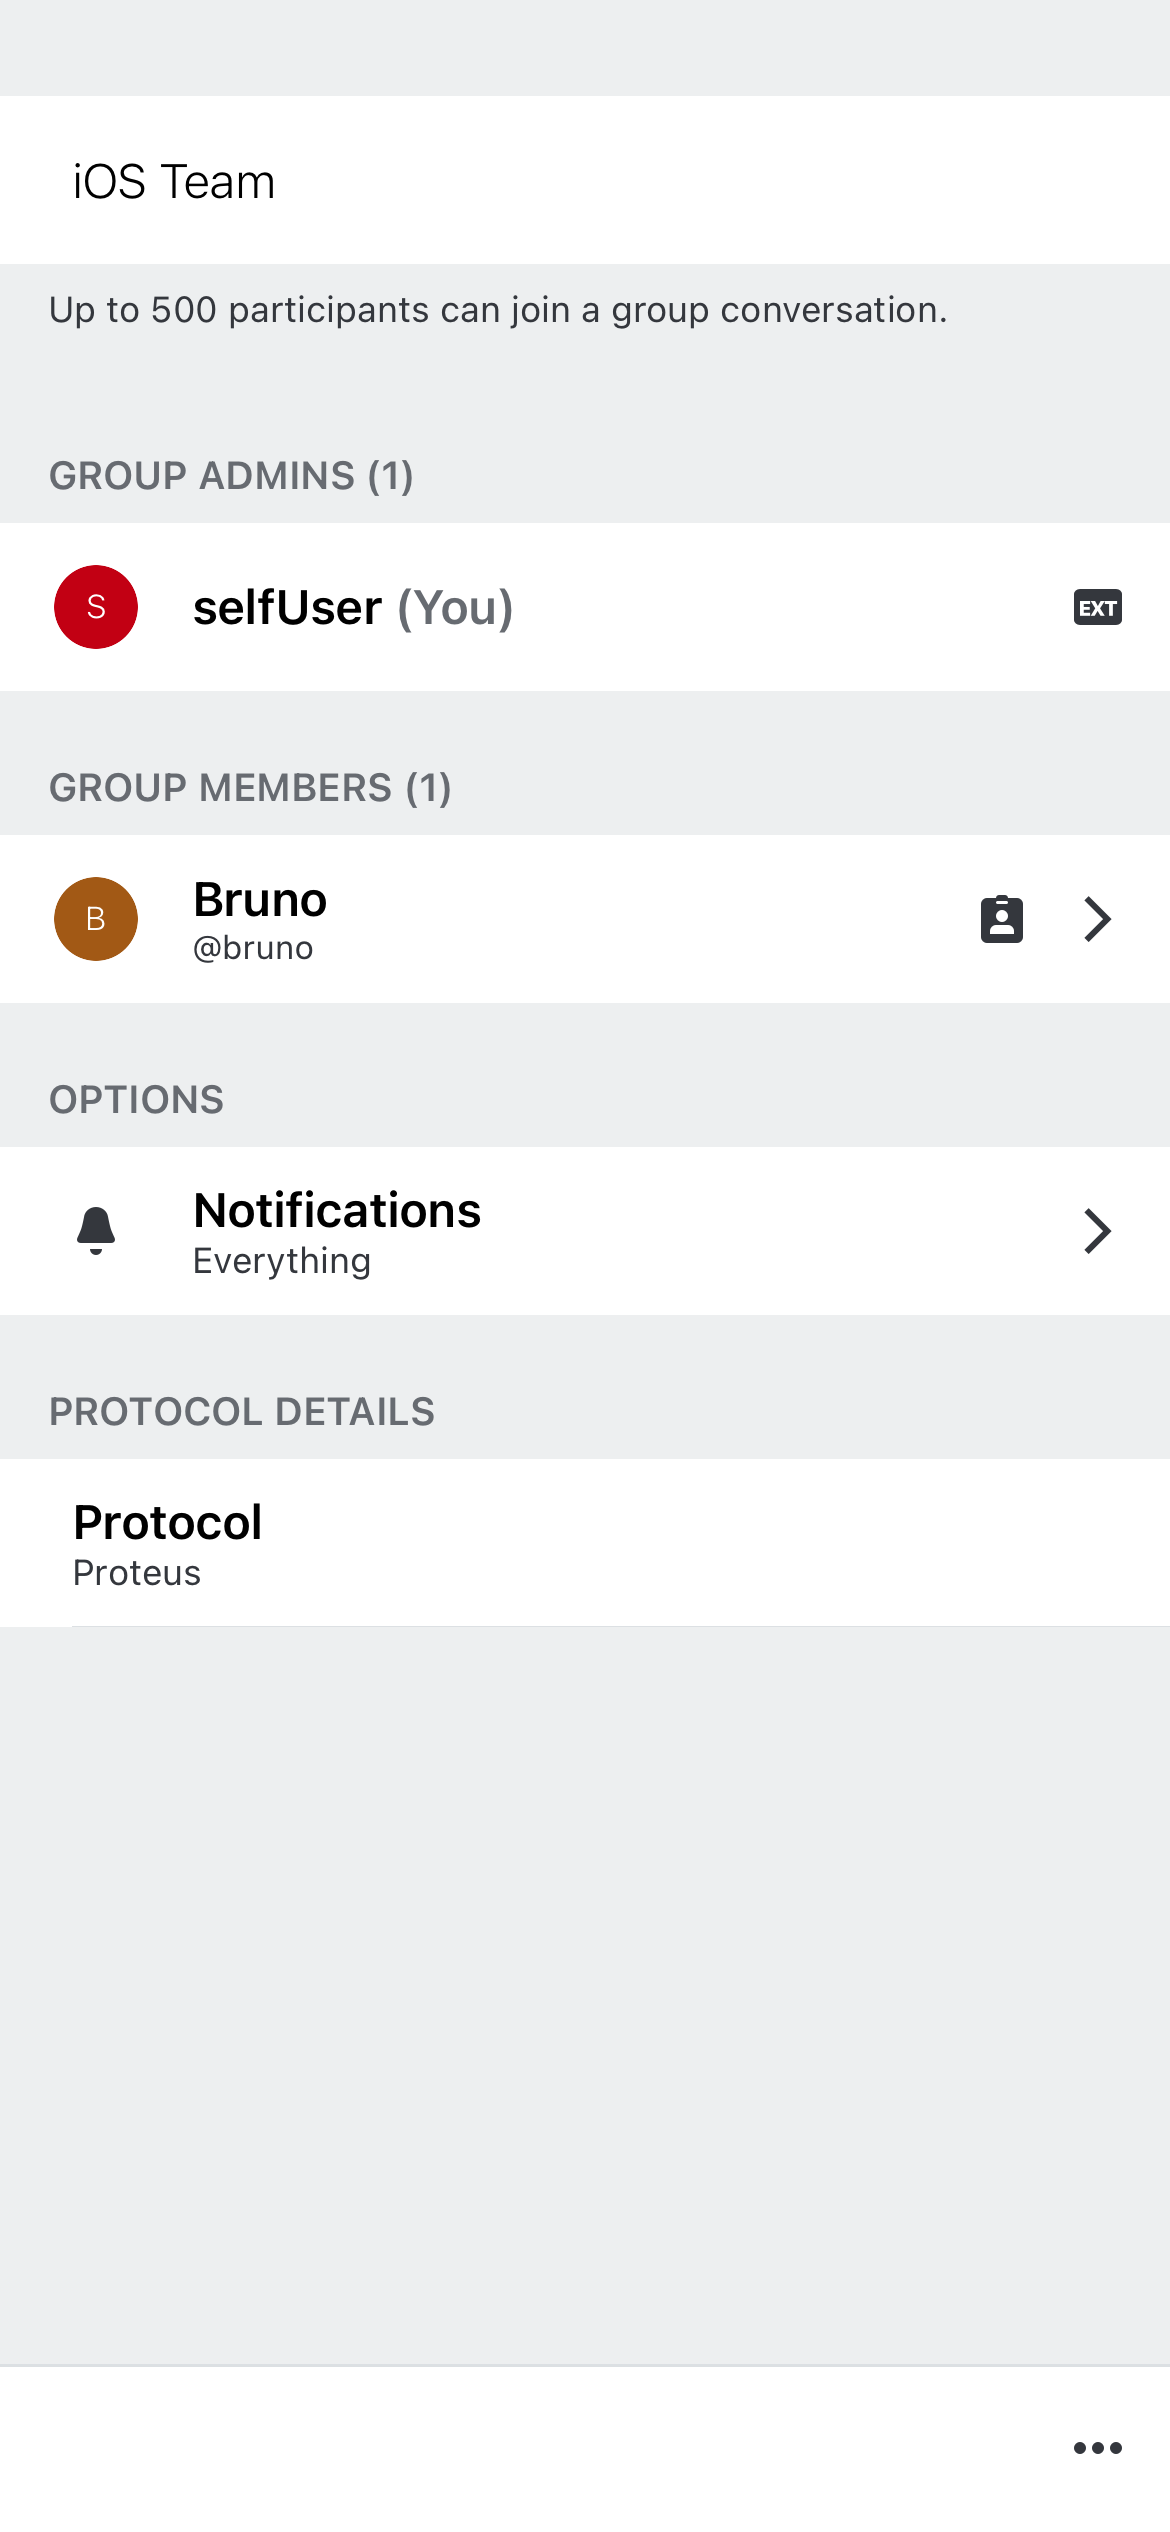 iOS Team
Up to 500 participants can join a group conversation.
GROUP ADMINS (1)
S
selfUser (You)
EXT
GROUP MEMBERS (1)
B
Bruno
@bruno
OPTIONS
Notifications
Everything
PROTOCOL DETAILS
Protocol
Proteus